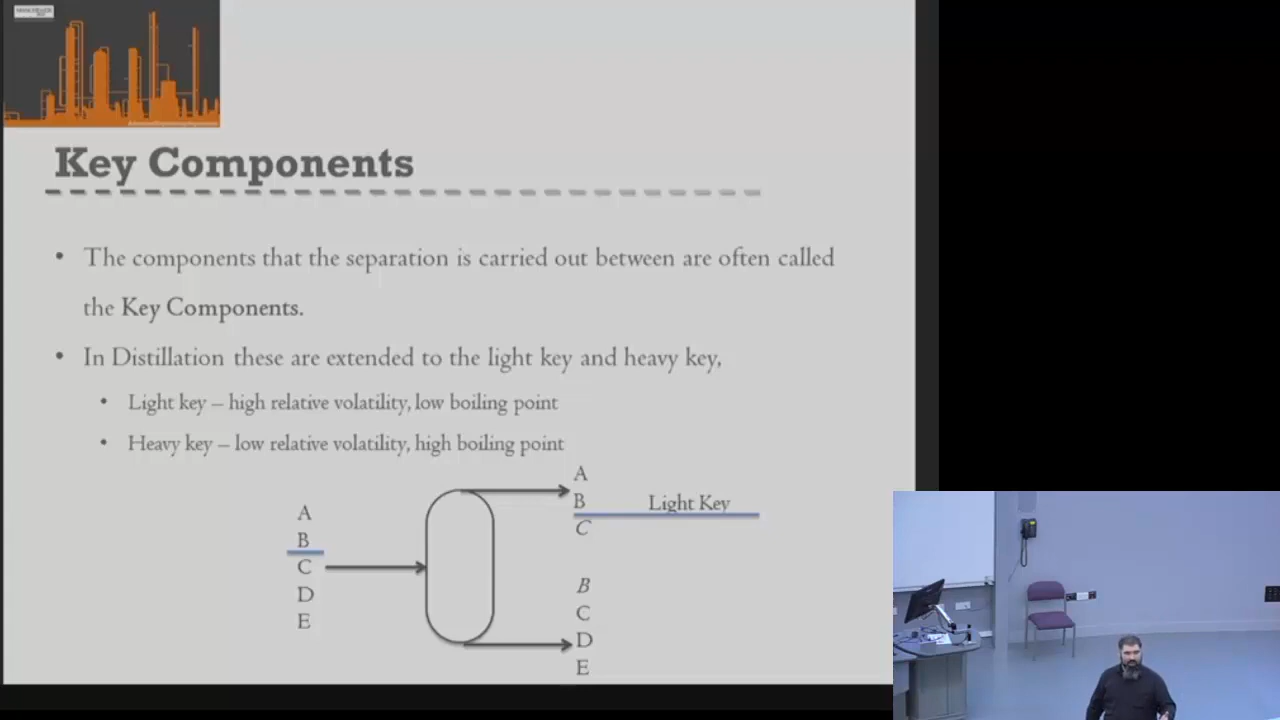 Key Components
• The components that the separation is carried out between are often called
the Key Components.
• In Distillation these are extended to the light key and heavy key,
• Light key – high relative volatility, low boiling point
• Heavy key – low relative volatility, high boiling point
A
B
C
D
E
A
B Light Key
C
B
C
D
E